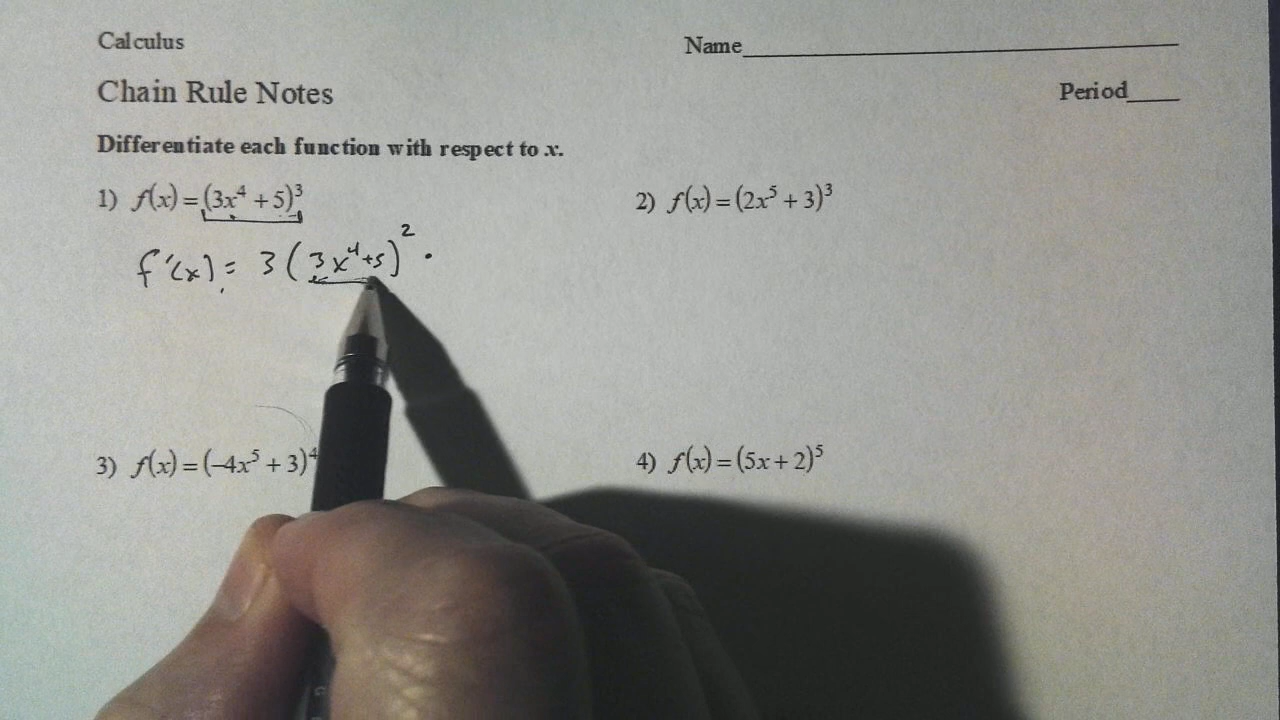 Calculus Name
Chain Rule Notes Period
Differentiate each function with respect to x.
1) f(x) = (3x⁴ + 5)³ 2) f(x) = (2x⁵ + 3)³
f'(x) = 3(3x⁴+5)² ·
3) f(x) = (–4x⁵ + 3)⁴ 4) f(x) = (5x + 2)⁵